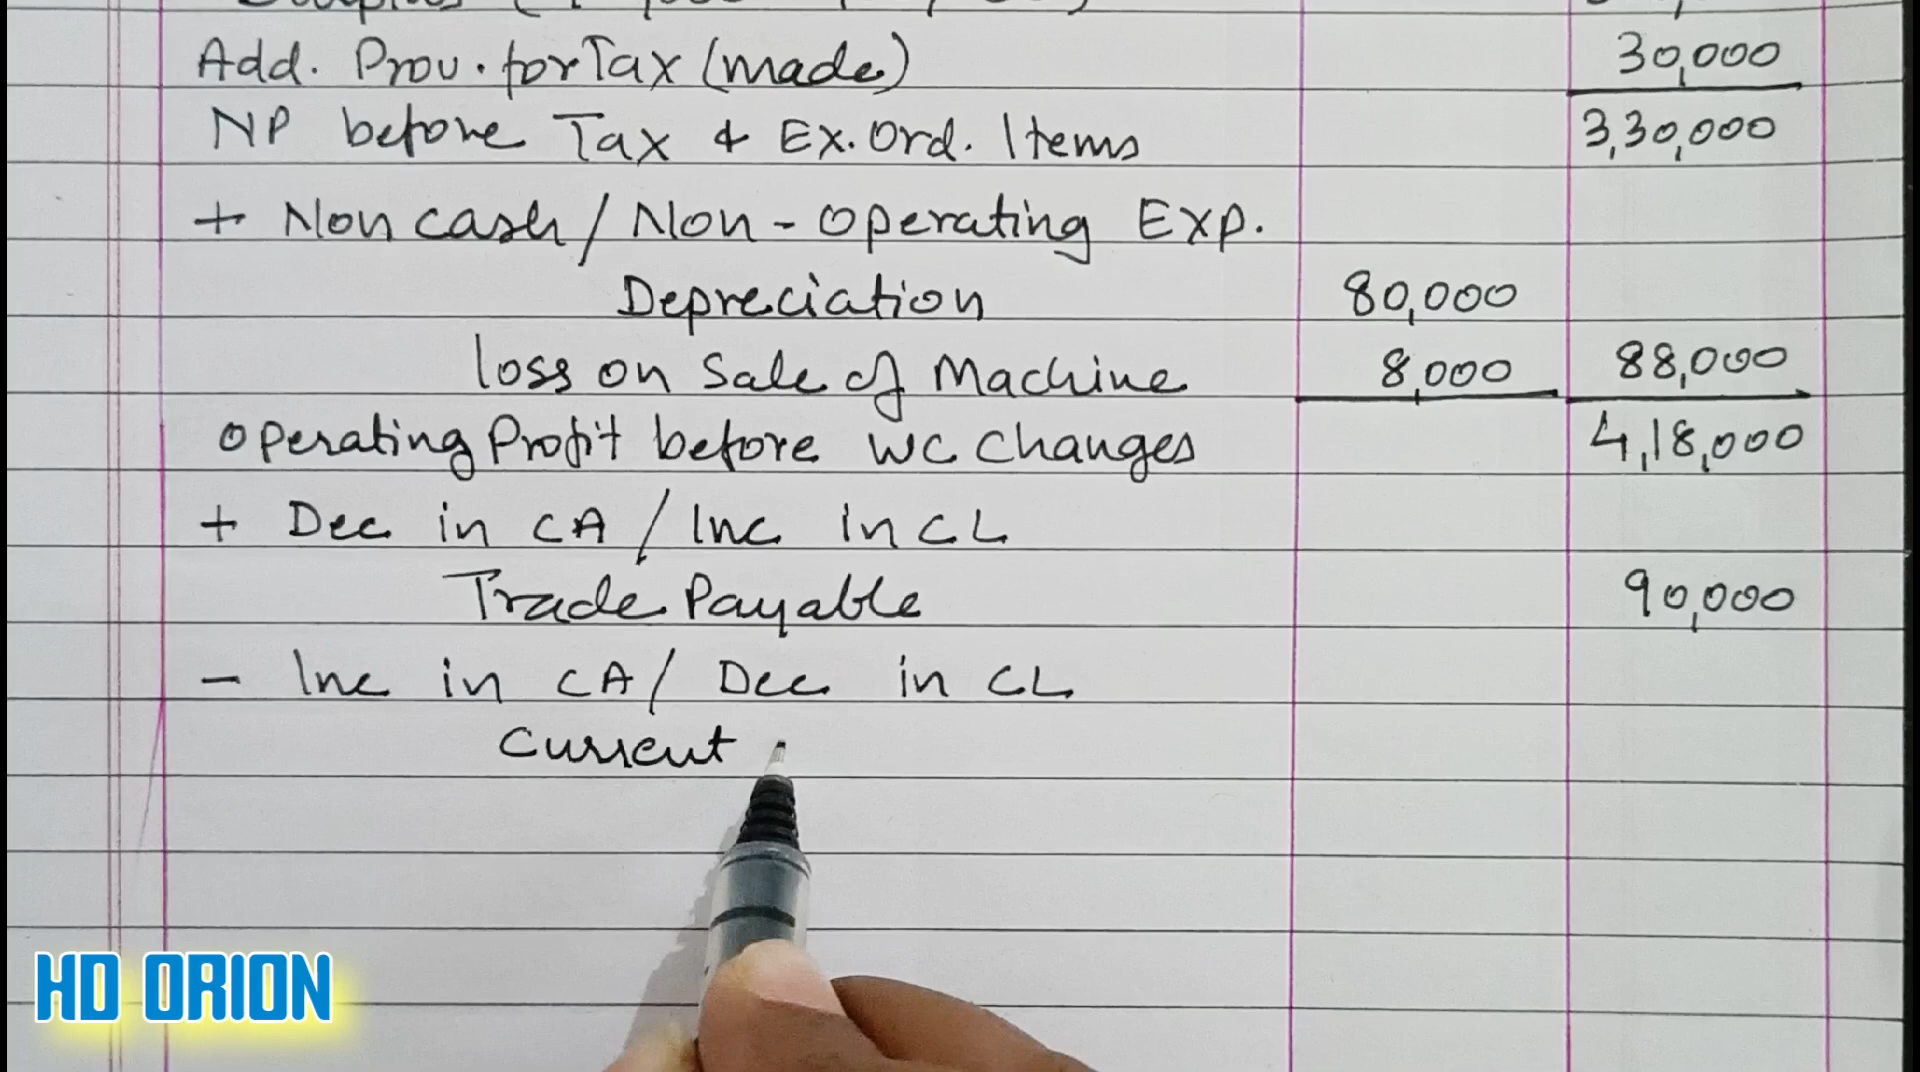 Add. Prov. for Tax (made) 30,000
NP before Tax & Ex. Ord. Items 3,30,000
+ Non cash / Non-operating Exp.
Depreciation 80,000
loss on sale of Machine 8,000 88,000
operating Profit before WC changes 4,18,000
+ Dec in CA / Inc in CL
Trade Payable 90,000
- Inc in CA / Dec in CL
Current
HD ORION